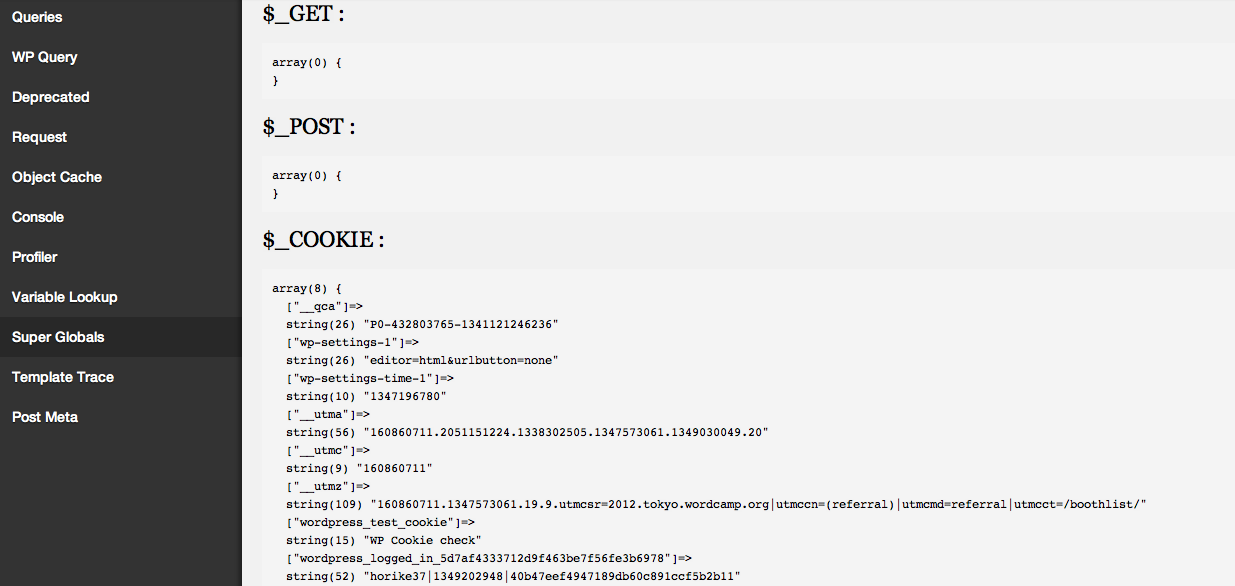 Queries
WP Query
Deprecated
Request
Object Cache
Console
Profiler
Variable Lookup
Super Globals
Template Trace
Post Meta
$_GET :
array(0) {
}
$_POST :
array(0) {
}
$_COOKIE :
array(8) {
["__qca"]=>
string(26) "P0-432803765-1341121246236"
["wp-settings-1"]=>
string(26) "editor=html&urlbutton=none"
["wp-settings-time-1"]=>
string(10) "1347196780"
["__utma"]=>
string(56) "160860711.2051151224.1338302505.1347573061.1349030049.20"
["__utmc"]=>
string(9) "160860711"
["__utmz"]=>
string(109) "160860711.1347573061.19.9.utmcsr=2012.tokyo.wordcamp.org|utmccn=(referral)|utmcmd=referral|utmcct=/boothlist/"
["wordpress_test_cookie"]=>
string(15) "WP Cookie check"
["wordpress_logged_in_5d7af4333712d9f463be7f56fe3b6978"]=>
string(52) "horike37|1349202948|40b47eef4947189db60c891ccf5b2b11"